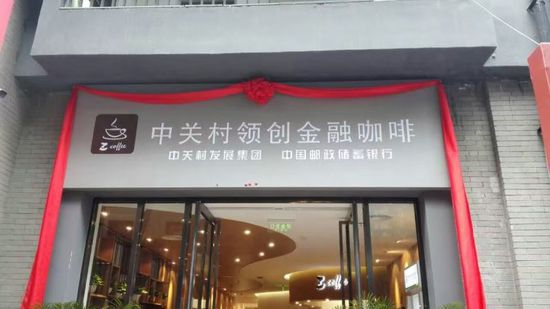 中关村领创金融咖啡
Z coffee
中关村发展集团 中国邮政储蓄银行
Z coffee